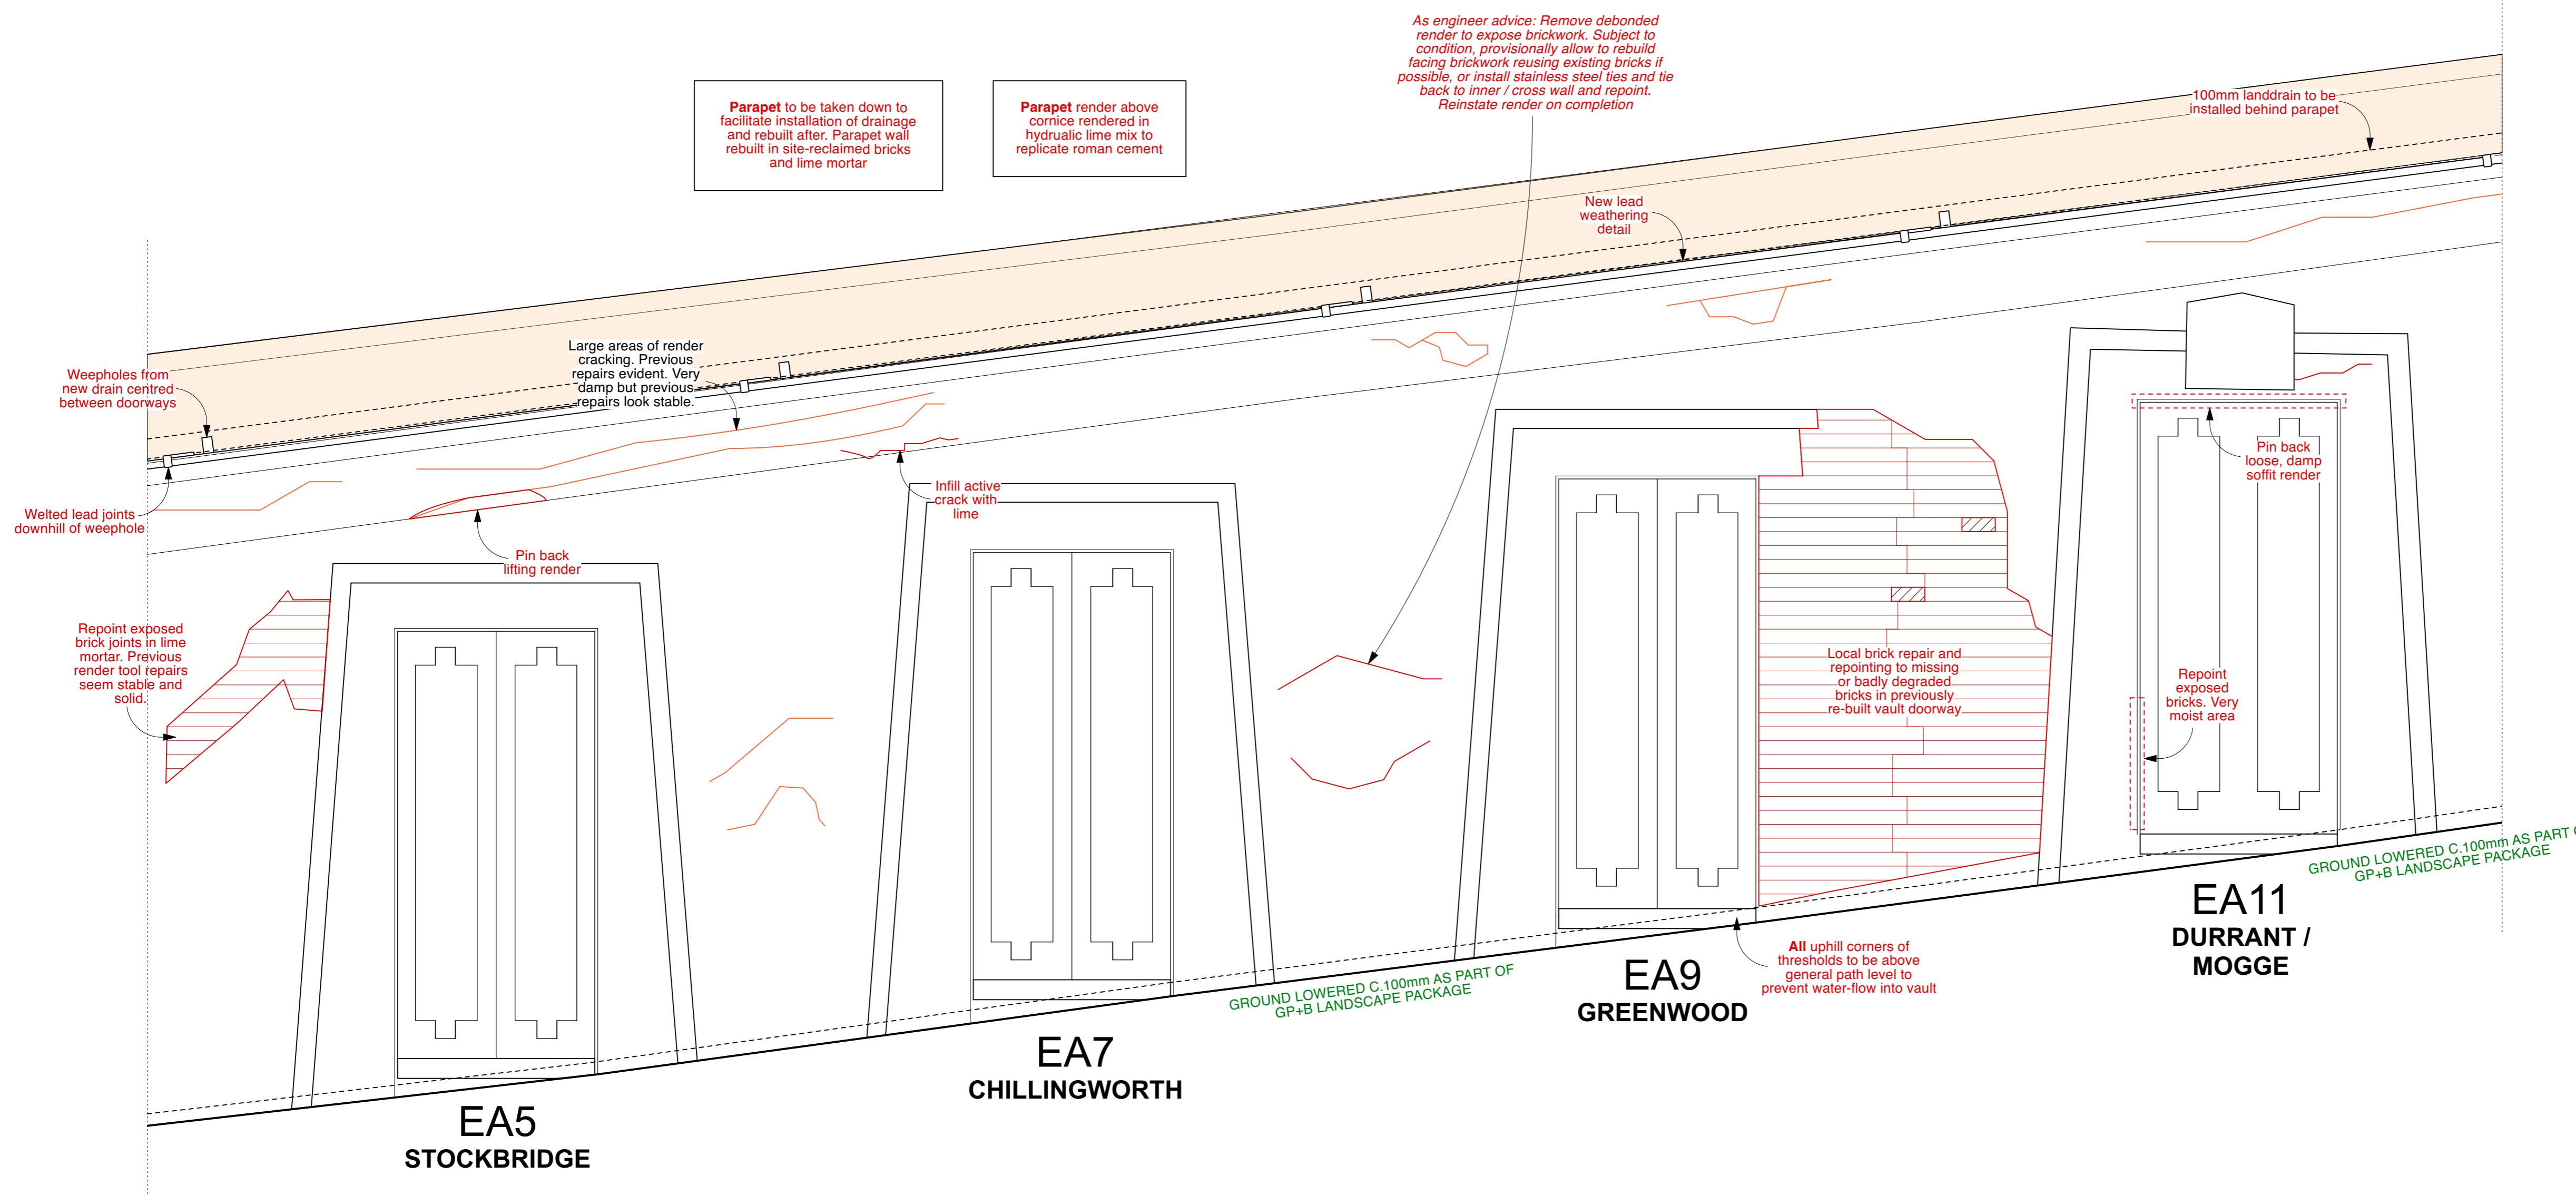 As engineer advice: Remove debonded
render to expose brickwork. Subject to
condition, provisionally allow to rebuild
facing brickwork reusing existing bricks if
possible, or install stainless steel ties and tie
back to inner / cross wall and repoint.
Reinstate render on completion
Parapet to be taken down to
facilitate installation of drainage
and rebuilt after. Parapet wall
rebuilt in site-reclaimed bricks
and lime mortar
Parapet render above
cornice rendered in
hydrualic lime mix to
replicate roman cement
100mm landdrain to be
installed behind parapet
New lead
weathering
detail
Large areas of render
cracking. Previous
repairs evident. Very
damp but previous
repairs look stable.
Weepholes from
new drain centred
between doorways
Welted lead joints
downhill of weephole
Infill active
crack with
lime
Pin back
lifting render
Pin back
loose, damp
soffit render
Repoint exposed
brick joints in lime
mortar. Previous
render tool repairs
seem stable and
solid.
Local brick repair and
repointing to missing
or badly degraded
bricks in previously
re-built vault doorway
Repoint
exposed
bricks. Very
moist area
GROUND LOWERED C.100mm AS PART
GP+B LANDSCAPE PACKAGE
EA11
DURRANT /
MOGGE
All uphill corners of
thresholds to be above
general path level to
prevent water-flow into vault
EA9
GREENWOOD
GROUND LOWERED C.100mm AS PART OF
GP+B LANDSCAPE PACKAGE
EA7
CHILLINGWORTH
EA5
STOCKBRIDGE